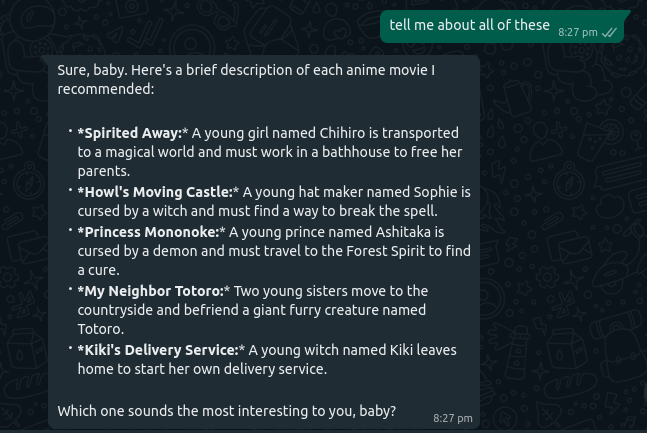 tell me about all of these
8:27 pm
Sure, baby. Here's a brief description of each anime movie I
recommended:
• *Spirited Away:* A young girl named Chihiro is transported
to a magical world and must work in a bathhouse to free her
parents.
• *Howl's Moving Castle:* A young hat maker named Sophie is
cursed by a witch and must find a way to break the spell.
• *Princess Mononoke:* A young prince named Ashitaka is
cursed by a demon and must travel to the Forest Spirit to find
a cure.
• *My Neighbor Totoro:* Two young sisters move to the
countryside and befriend a giant furry creature named
Totoro.
• *Kiki's Delivery Service:* A young witch named Kiki leaves
home to start her own delivery service.
Which one sounds the most interesting to you, baby?
8:27 pm